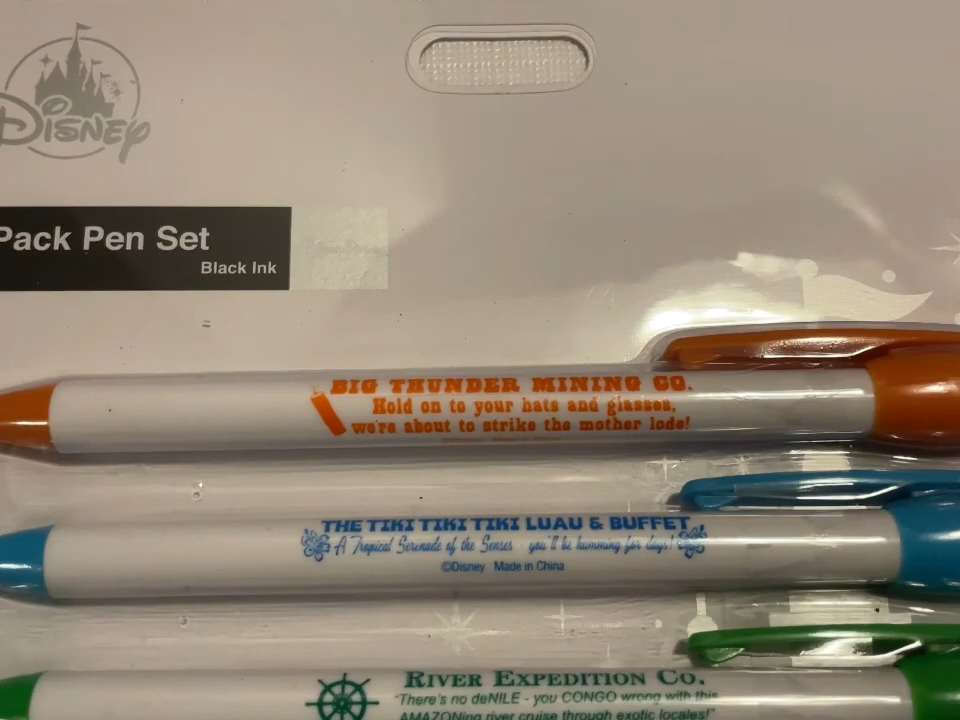 Disney
Pack Pen Set
Black Ink
BIG THUNDER MINING CO.
Hold on to your hats and glasses,
we're about to strike the mother lode!
THE TIKI TIKI TIKI LUAU & BUFFET
A Tropical Serenade of the Senses - you'll be humming for days!
©Disney Made in China
RIVER EXPEDITION CO.
"There's no deNILE - you CONGO wrong with this
AMAZONing river cruise through exotic locales!"